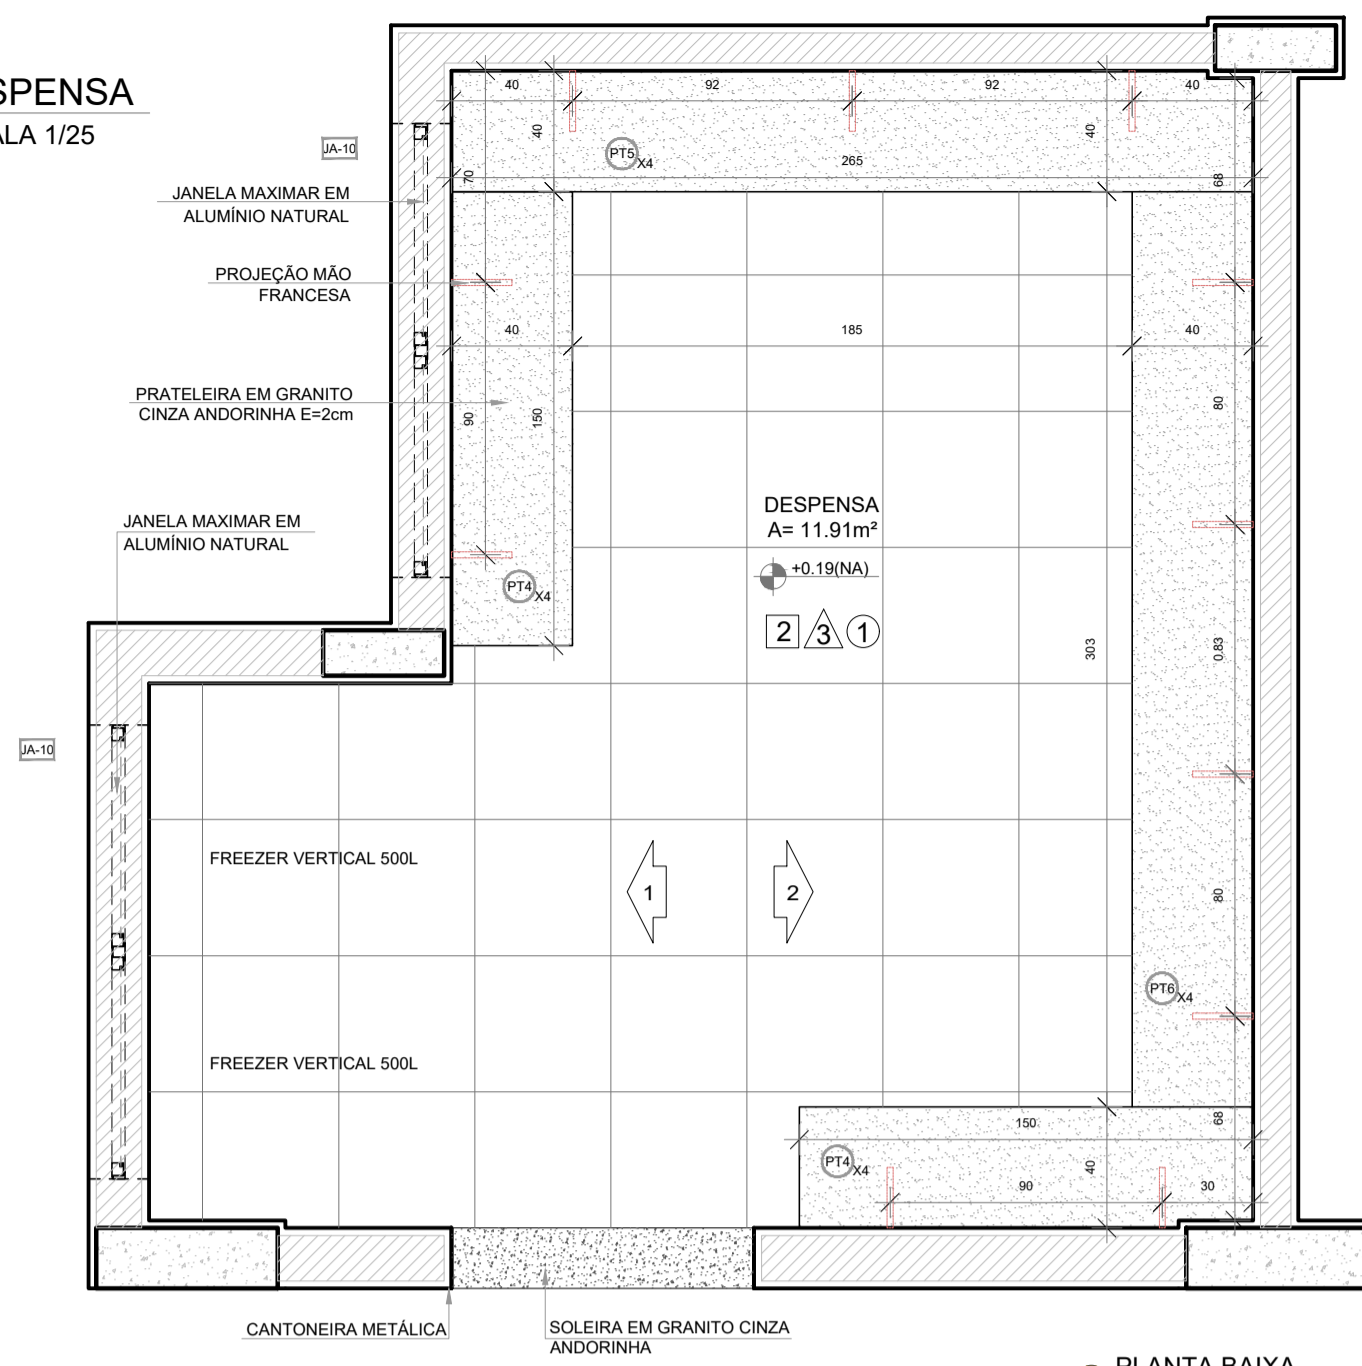 SPENSA
ALA 1/25
JA-10
JANELA MAXIMAR EM
ALUMÍNIO NATURAL
PROJEÇÃO MÃO
FRANCESA
PRATELEIRA EM GRANITO
CINZA ANDORINHA E=2cm
JANELA MAXIMAR EM
ALUMÍNIO NATURAL
JA-10
40
92
92
40
40
40
PT5 X4
265
70
68
40
185
40
90
150
80
DESPENSA
A= 11.91m²
+0.19(NA)
PT4 X4
2 3 1
303
0.83
FREEZER VERTICAL 500L
1
2
80
PT6 X4
FREEZER VERTICAL 500L
150
68
PT4 X4
40
90
30
CANTONEIRA METÁLICA
SOLEIRA EM GRANITO CINZA
ANDORINHA
PLANTA BAIXA